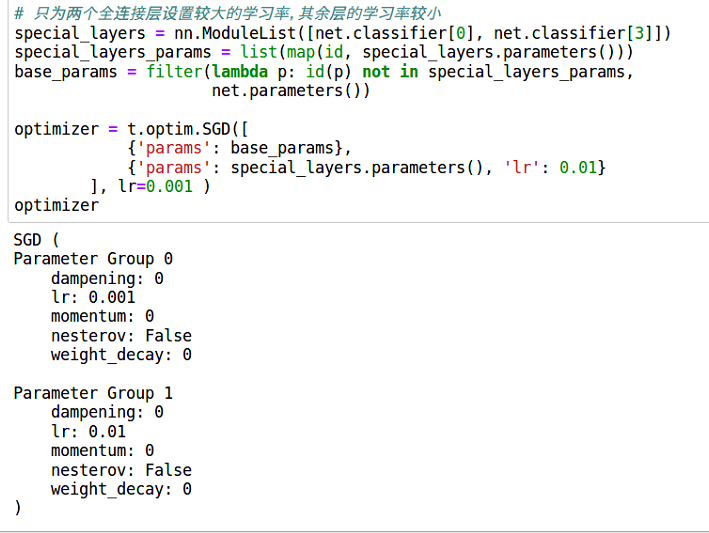 # 只为两个全连接层设置较大的学习率,其余层的学习率较小
special_layers = nn.ModuleList([net.classifier[0], net.classifier[3]])
special_layers_params = list(map(id, special_layers.parameters()))
base_params = filter(lambda p: id(p) not in special_layers_params,
                     net.parameters())

optimizer = t.optim.SGD([
            {'params': base_params},
            {'params': special_layers.parameters(), 'lr': 0.01}
        ], lr=0.001 )
optimizer

SGD (
Parameter Group 0
    dampening: 0
    lr: 0.001
    momentum: 0
    nesterov: False
    weight_decay: 0

Parameter Group 1
    dampening: 0
    lr: 0.01
    momentum: 0
    nesterov: False
    weight_decay: 0
)